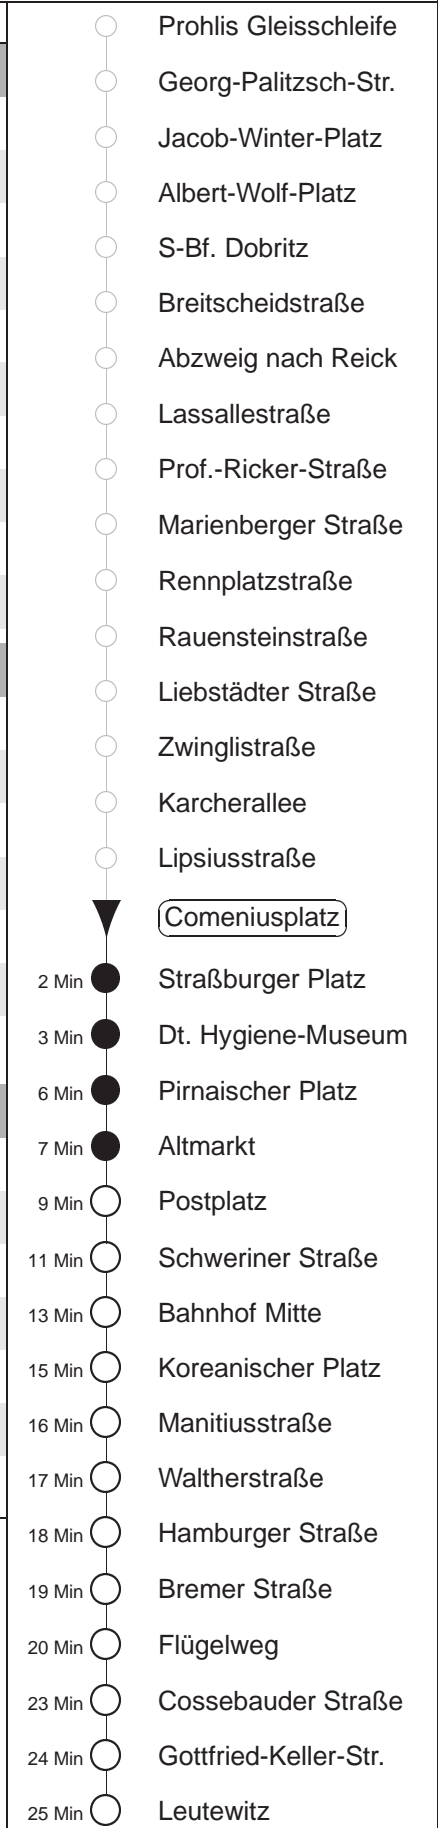 Prohlis Gleisschleife
Georg-Palitzsch-Str.
Jacob-Winter-Platz
Albert-Wolf-Platz
S-Bf. Dobritz
Breitscheidstraße
Abzweig nach Reick
Lassallestraße
Prof.-Ricker-Straße
Marienberger Straße
Rennplatzstraße
Rauensteinstraße
Liebstädter Straße
Zwinglistraße
Karcherallee
Lipsiusstraße
Comeniusplatz
2 Min Straßburger Platz
3 Min Dt. Hygiene-Museum
6 Min Pirnaischer Platz
7 Min Altmarkt
9 Min Postplatz
11 Min Schweriner Straße
13 Min Bahnhof Mitte
15 Min Koreanischer Platz
16 Min Manitiusstraße
17 Min Waltherstraße
18 Min Hamburger Straße
19 Min Bremer Straße
20 Min Flügelweg
23 Min Cossebauder Straße
24 Min Gottfried-Keller-Str.
25 Min Leutewitz